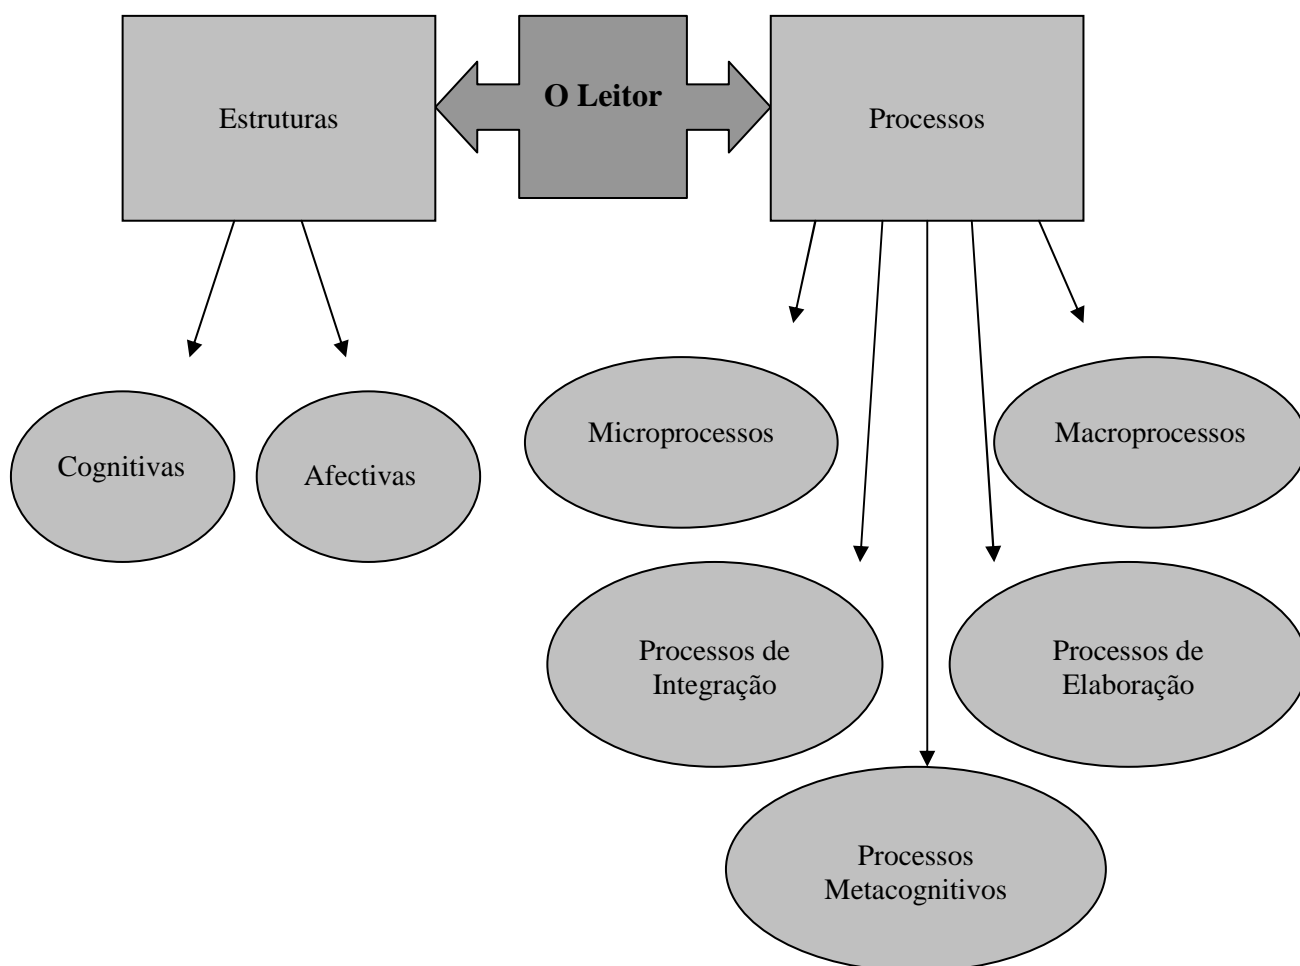 O Leitor
Estruturas
Processos
Cognitivas
Afectivas
Microprocessos
Macroprocessos
Processos de
Integração
Processos de
Elaboração
Processos
Metacognitivos